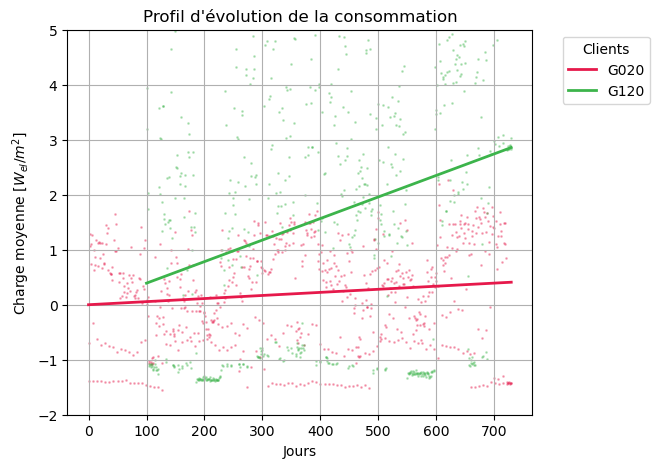 Profil d'évolution de la consommation
Clients
G020
G120
Charge moyenne [W_el/m²]
5
4
3
2
1
0
−1
−2
0 100 200 300 400 500 600 700
Jours